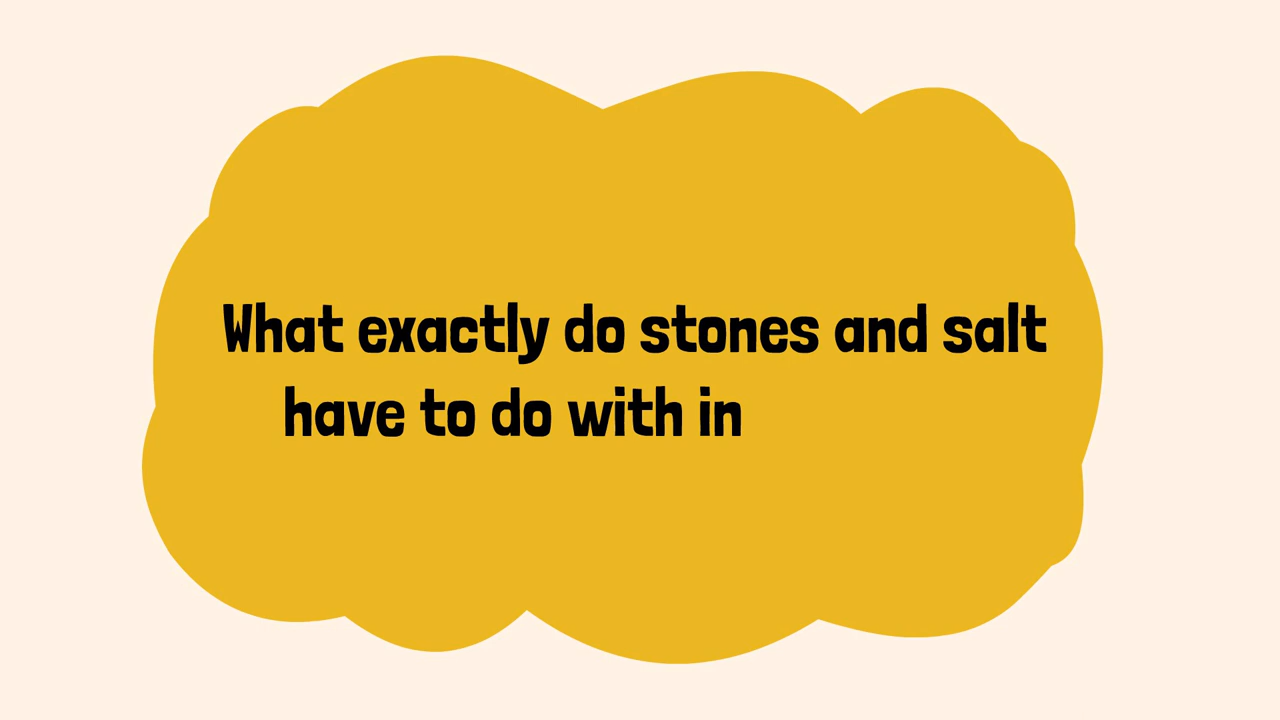 What exactly do stones and salt
have to do with in